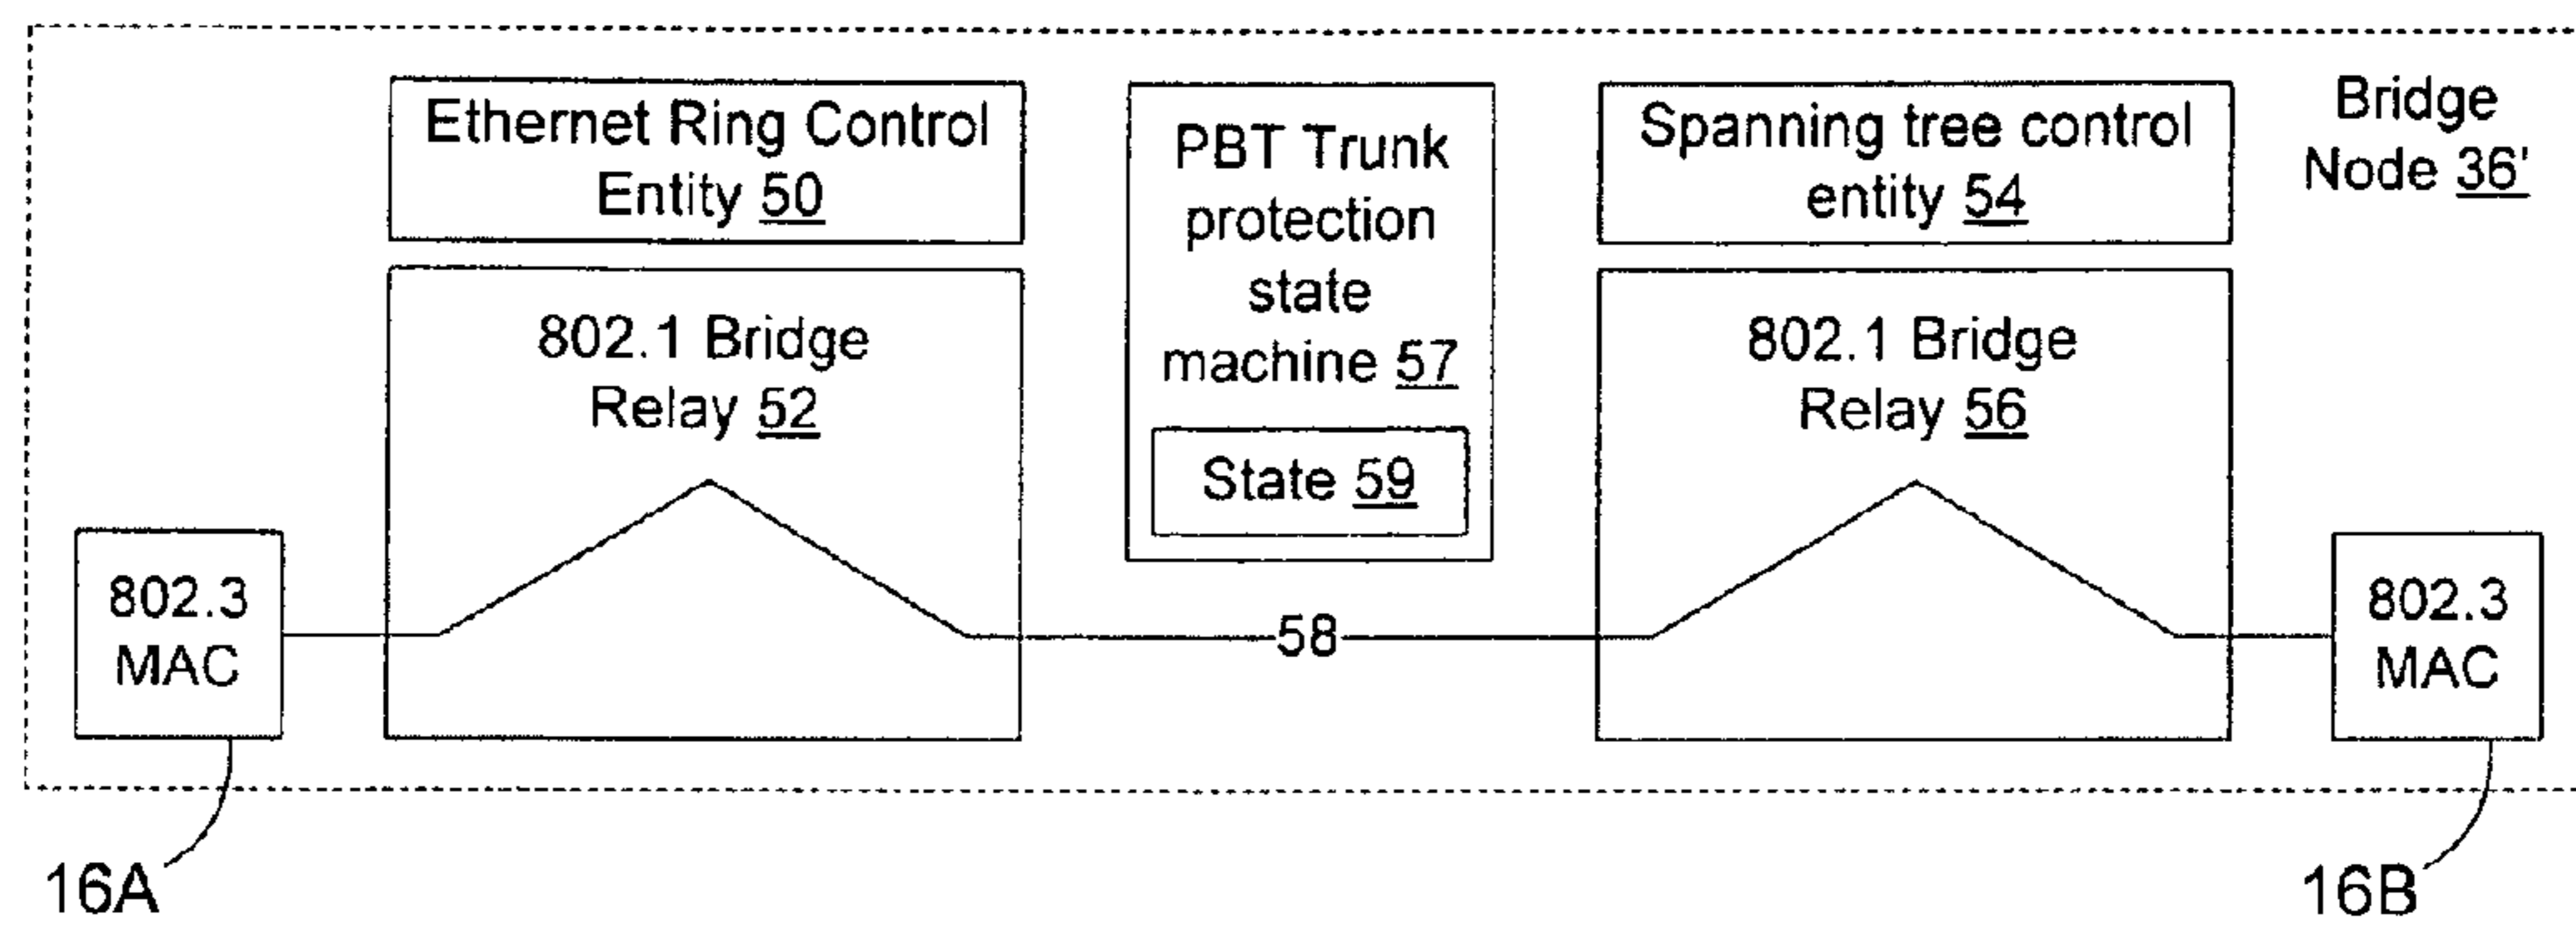 Ethernet Ring Control
Entity 50
802.1 Bridge
Relay 52
PBT Trunk
protection
state
machine 57
State 59
Spanning tree control
entity 54
802.1 Bridge
Relay 56
Bridge
Node 36'
802.3
MAC
58
802.3
MAC
16A
16B